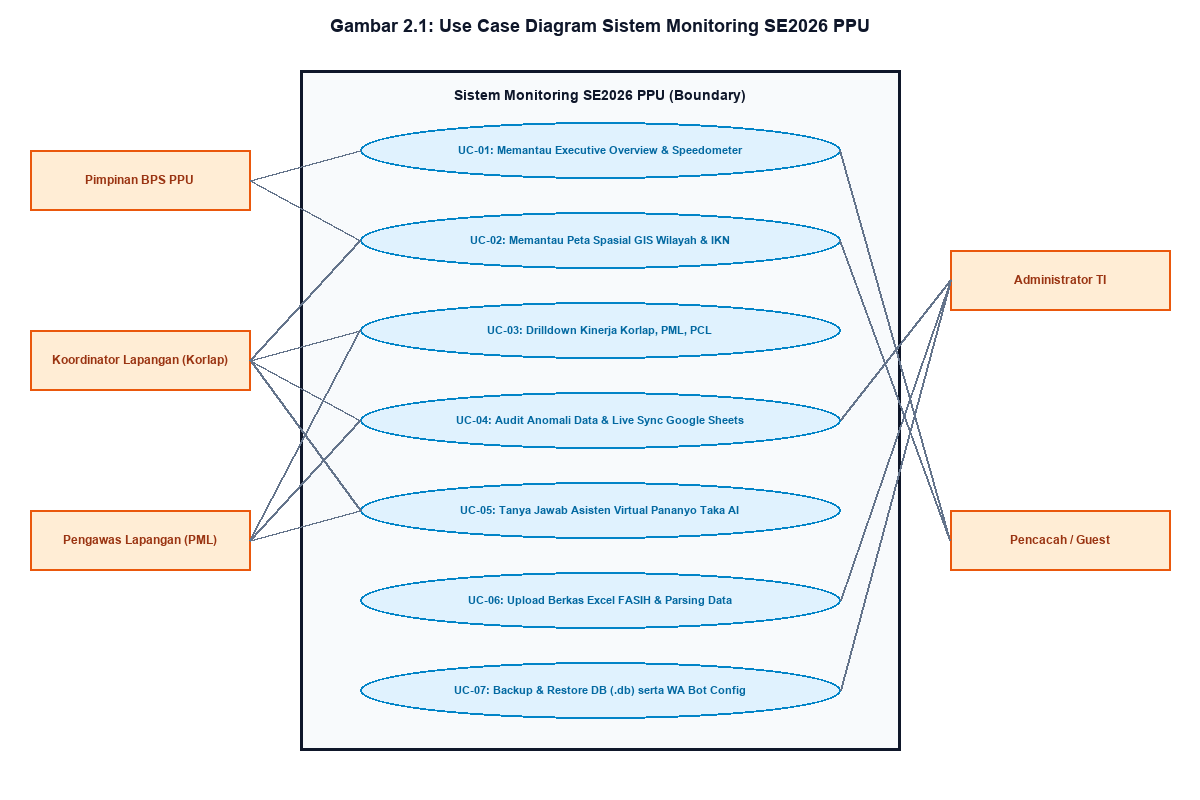 Gambar 2.1: Use Case Diagram Sistem Monitoring SE2026 PPU
Sistem Monitoring SE2026 PPU (Boundary)
Pimpinan BPS PPU
Koordinator Lapangan (Korlap)
Pengawas Lapangan (PML)
UC-01: Memantau Executive Overview & Speedometer
UC-02: Memantau Peta Spasial GIS Wilayah & IKN
UC-03: Drilldown Kinerja Korlap, PML, PCL
UC-04: Audit Anomali Data & Live Sync Google Sheets
UC-05: Tanya Jawab Asisten Virtual Pananyo Taka AI
UC-06: Upload Berkas Excel FASIH & Parsing Data
UC-07: Backup & Restore DB (.db) serta WA Bot Config
Administrator TI
Pencacah / Guest